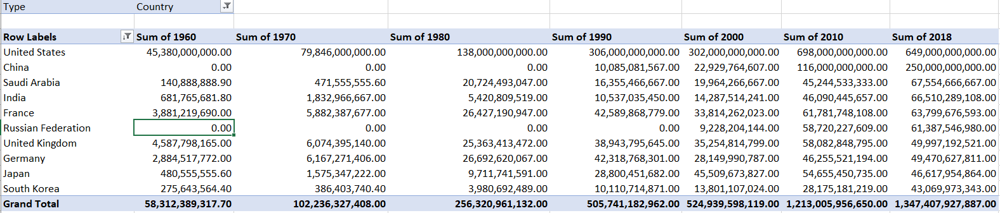 Type Country
Row Labels Sum of 1960 Sum of 1970 Sum of 1980 Sum of 1990 Sum of 2000 Sum of 2010 Sum of 2018
United States 45,380,000,000.00 79,846,000,000.00 138,000,000,000.00 306,000,000,000.00 302,000,000,000.00 698,000,000,000.00 649,000,000,000.00
China 0.00 0.00 0.00 10,085,081,567.00 22,929,764,607.00 116,000,000,000.00 250,000,000,000.00
Saudi Arabia 140,888,888.90 471,555,555.60 20,724,493,047.00 16,355,466,667.00 19,964,266,667.00 45,244,533,333.00 67,554,666,667.00
India 681,765,681.80 1,832,966,667.00 5,420,809,519.00 10,537,035,450.00 14,287,514,241.00 46,090,445,657.00 66,510,289,108.00
France 3,881,219,690.00 5,882,387,677.00 26,427,190,947.00 42,589,868,779.00 33,814,262,023.00 61,781,748,108.00 63,799,676,593.00
Russian Federation 0.00 0.00 0.00 0.00 9,228,204,144.00 58,720,227,609.00 61,387,546,980.00
United Kingdom 4,587,798,165.00 6,074,395,140.00 25,363,413,472.00 38,943,795,645.00 35,254,814,799.00 58,082,848,795.00 49,997,192,521.00
Germany 2,884,517,772.00 6,167,271,406.00 26,692,620,067.00 42,318,768,301.00 28,149,990,787.00 46,255,521,194.00 49,470,627,811.00
Japan 480,555,555.60 1,575,347,222.00 9,711,741,591.00 28,800,451,682.00 45,509,673,827.00 54,655,450,735.00 46,617,954,864.00
South Korea 275,643,564.40 386,403,740.40 3,980,692,489.00 10,110,714,871.00 13,801,107,024.00 28,175,181,219.00 43,069,973,343.00
Grand Total 58,312,389,317.70 102,236,327,408.00 256,320,961,132.00 505,741,182,962.00 524,939,598,119.00 1,213,005,956,650.00 1,347,407,927,887.00